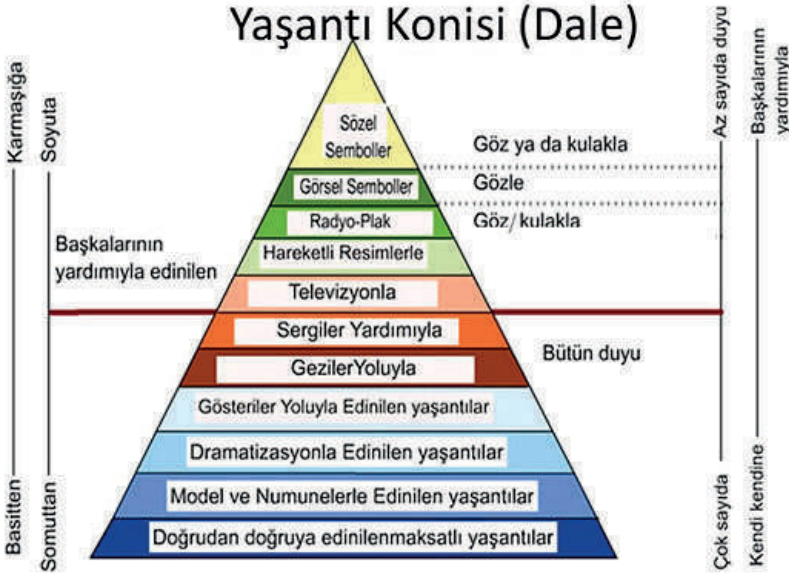 Yaşantı Konisi (Dale)
Karmaşığa
Soyuta
Az sayıda duyu
Başkalarının
yardımıyla
Sözel
Semboller
Göz ya da kulakla
Görsel Semboller
Gözle
Radyo-Plak
Göz/ kulakla
Başkalarının
yardımıyla edinilen
Hareketli Resimlerle
Televizyonla
Sergiler Yardımıyla
Bütün duyu
GezilerYoluyla
Gösteriler Yoluyla Edinilen yaşantılar
Dramatizasyonla Edinilen yaşantılar
Model ve Numunelerle Edinilen yaşantılar
Doğrudan doğruya edinilenmaksatlı yaşantılar
Basitten
Somuttan
Çok sayıda
Kendi kendine